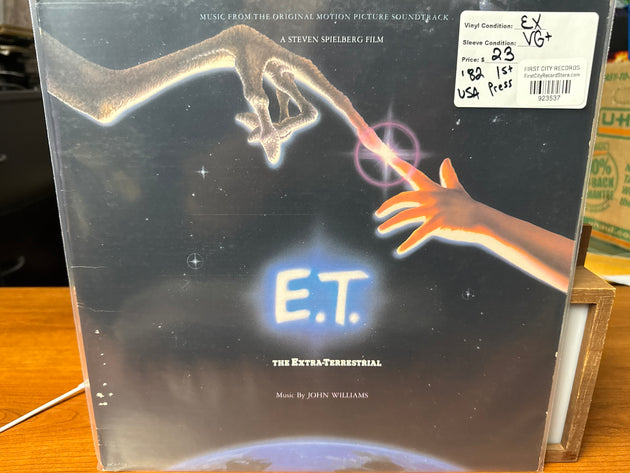 MUSIC FROM THE ORIGINAL MOTION PICTURE SOUNDTRACK
A STEVEN SPIELBERG FILM
Vinyl Condition: EX
Sleeve Condition: VG+
Price: $ 23
'82 1st
USA Press
FIRST CITY RECORDS
FirstCityRecordStore.com
923537
E.T.
THE EXTRA-TERRESTRIAL
Music By JOHN WILLIAMS